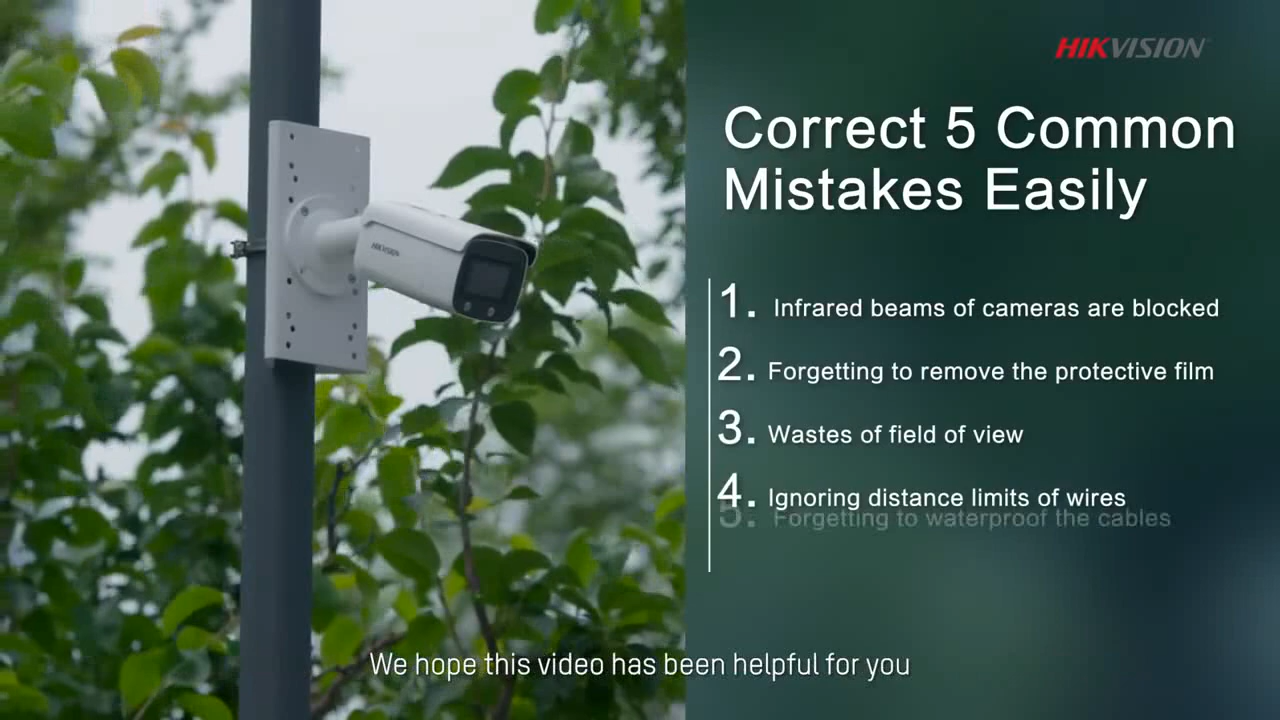 HIKVISION
Correct 5 Common
Mistakes Easily
1. Infrared beams of cameras are blocked
2. Forgetting to remove the protective film
3. Wastes of field of view
4. Ignoring distance limits of wires
5. Forgetting to waterproof the cables
HIKVISION
We hope this video has been helpful for you